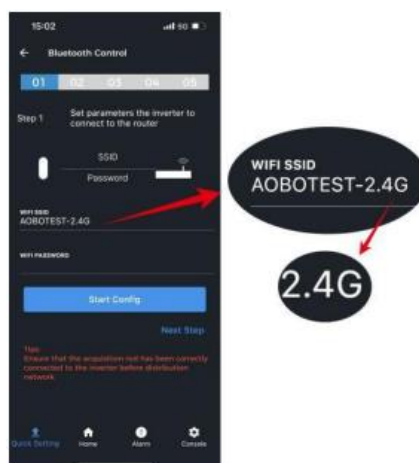 15:02
5G
Bluetooth Control
01 02 03 04 05
Step 1
Set parameters the inverter to
connect to the router
SSID
Password
WIFI SSID
AOBOTEST-2.4G
WIFI PASSWORD
Start Config
Next Step
Tips:
Ensure that the acquisition rod has been correctly
connected to the inverter before distribution
network.
Quick Setting
Home
Alarm
Console
WIFI SSID
AOBOTEST-2.4G
2.4G